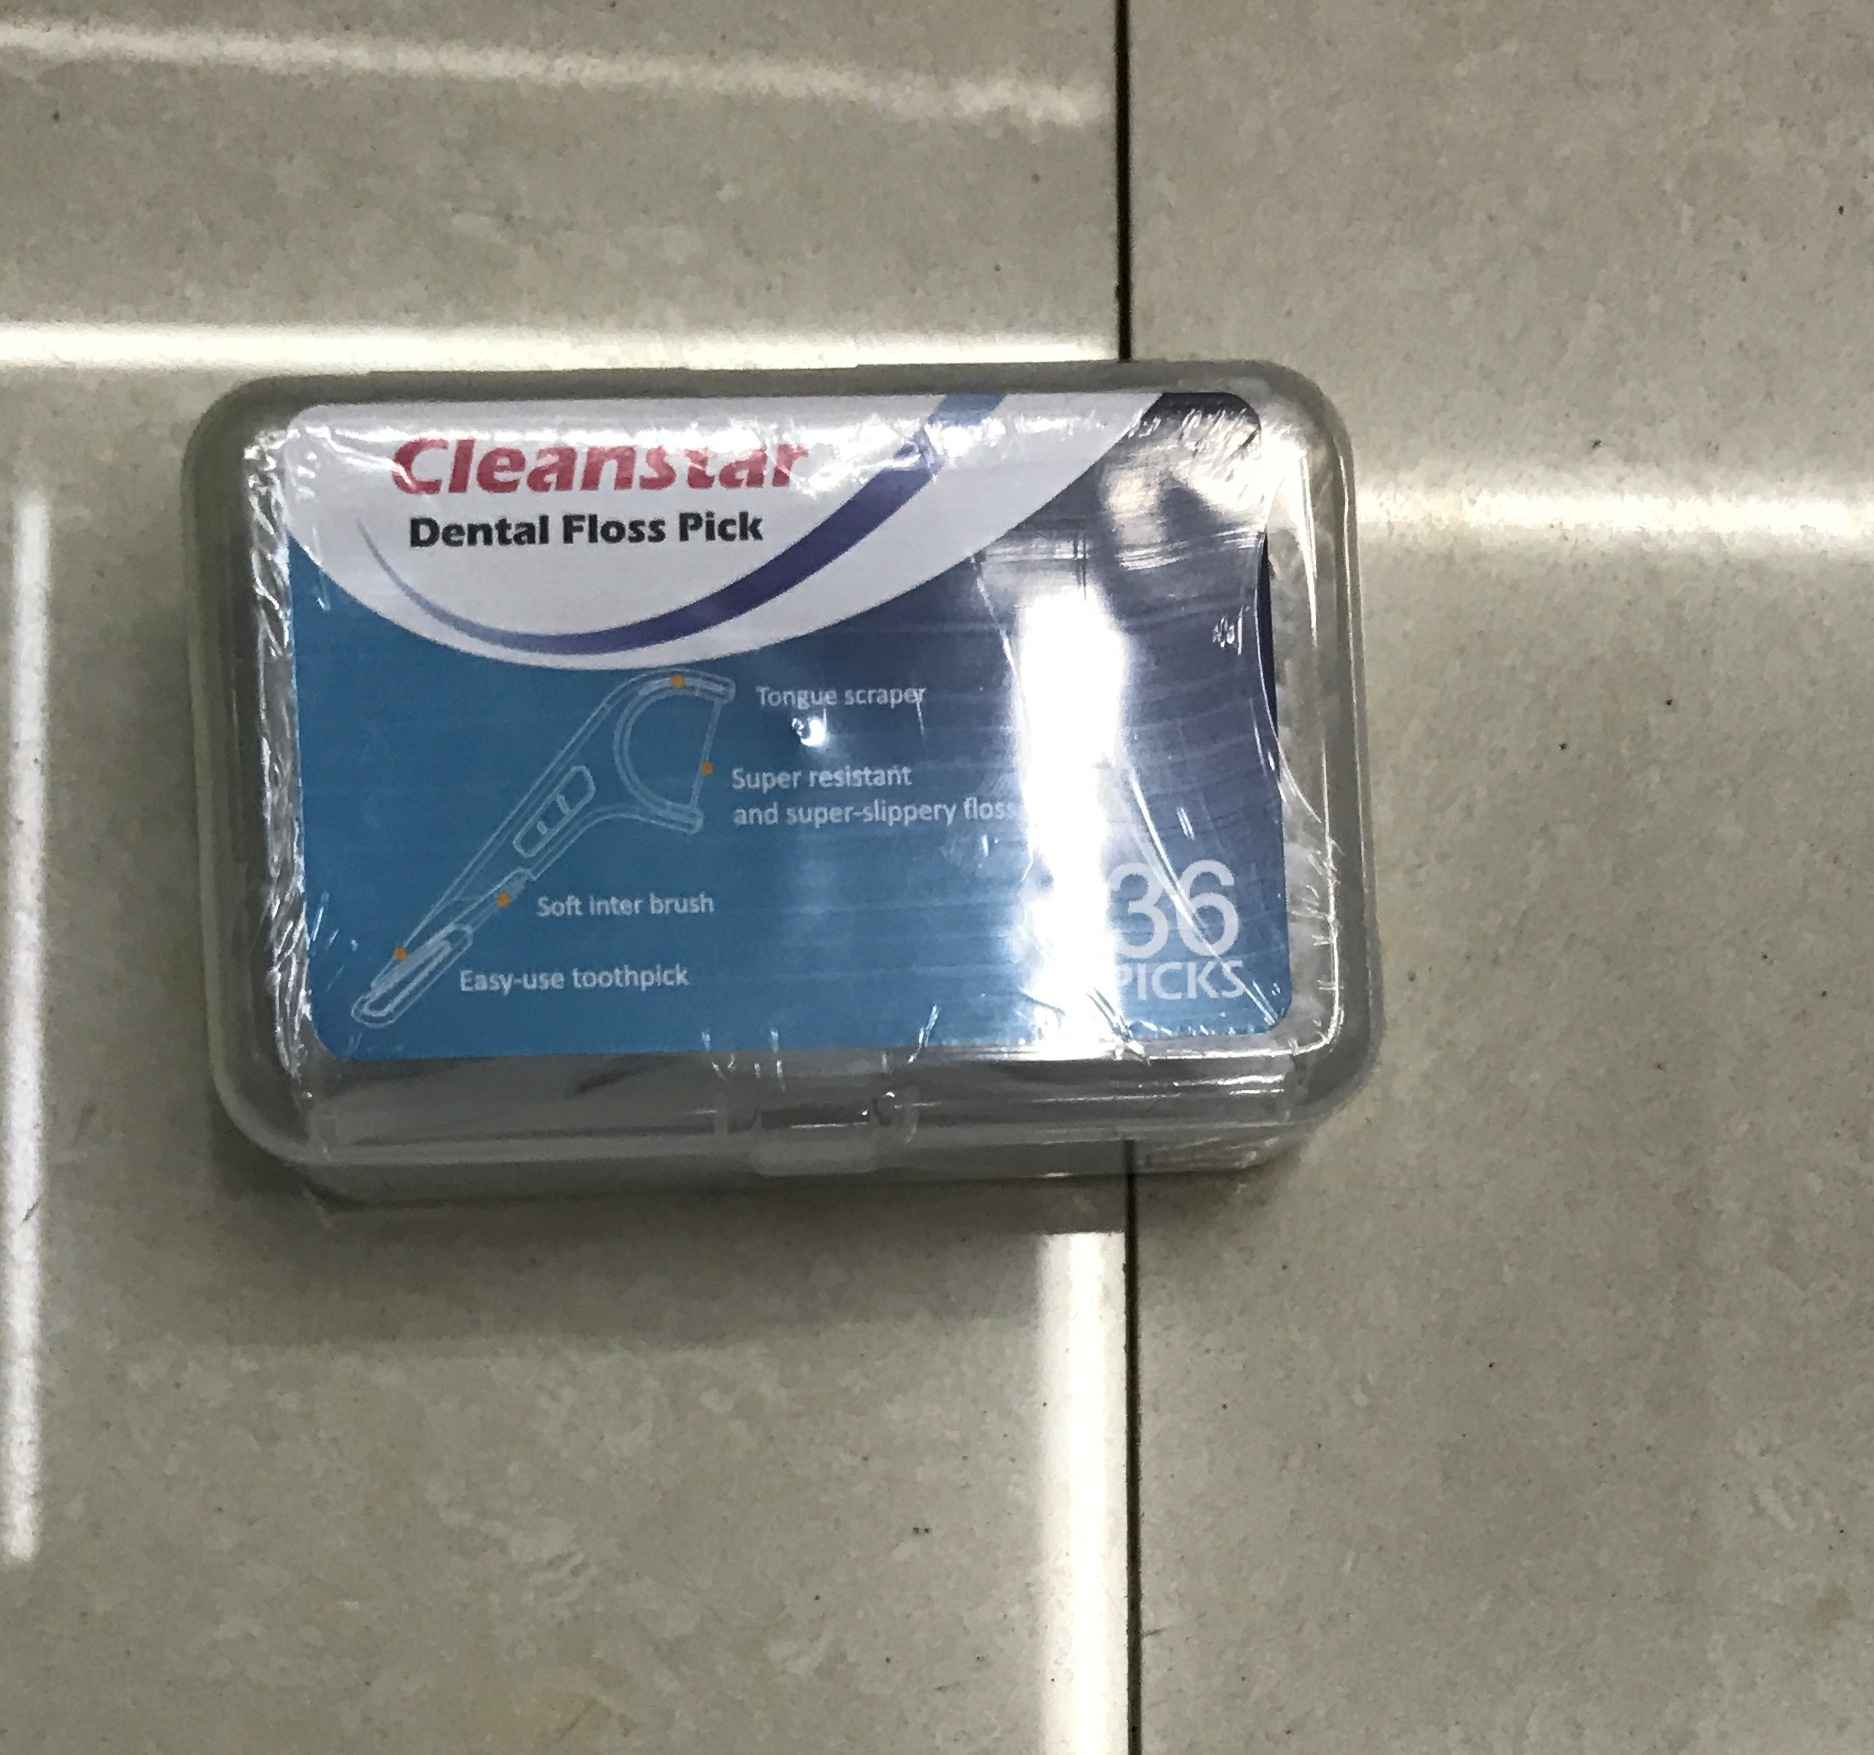 Cleanstar
Dental Floss Pick
Tongue scraper
Super resistant
and super-slippery floss
Soft inter brush
Easy-use toothpick
36
PICKS